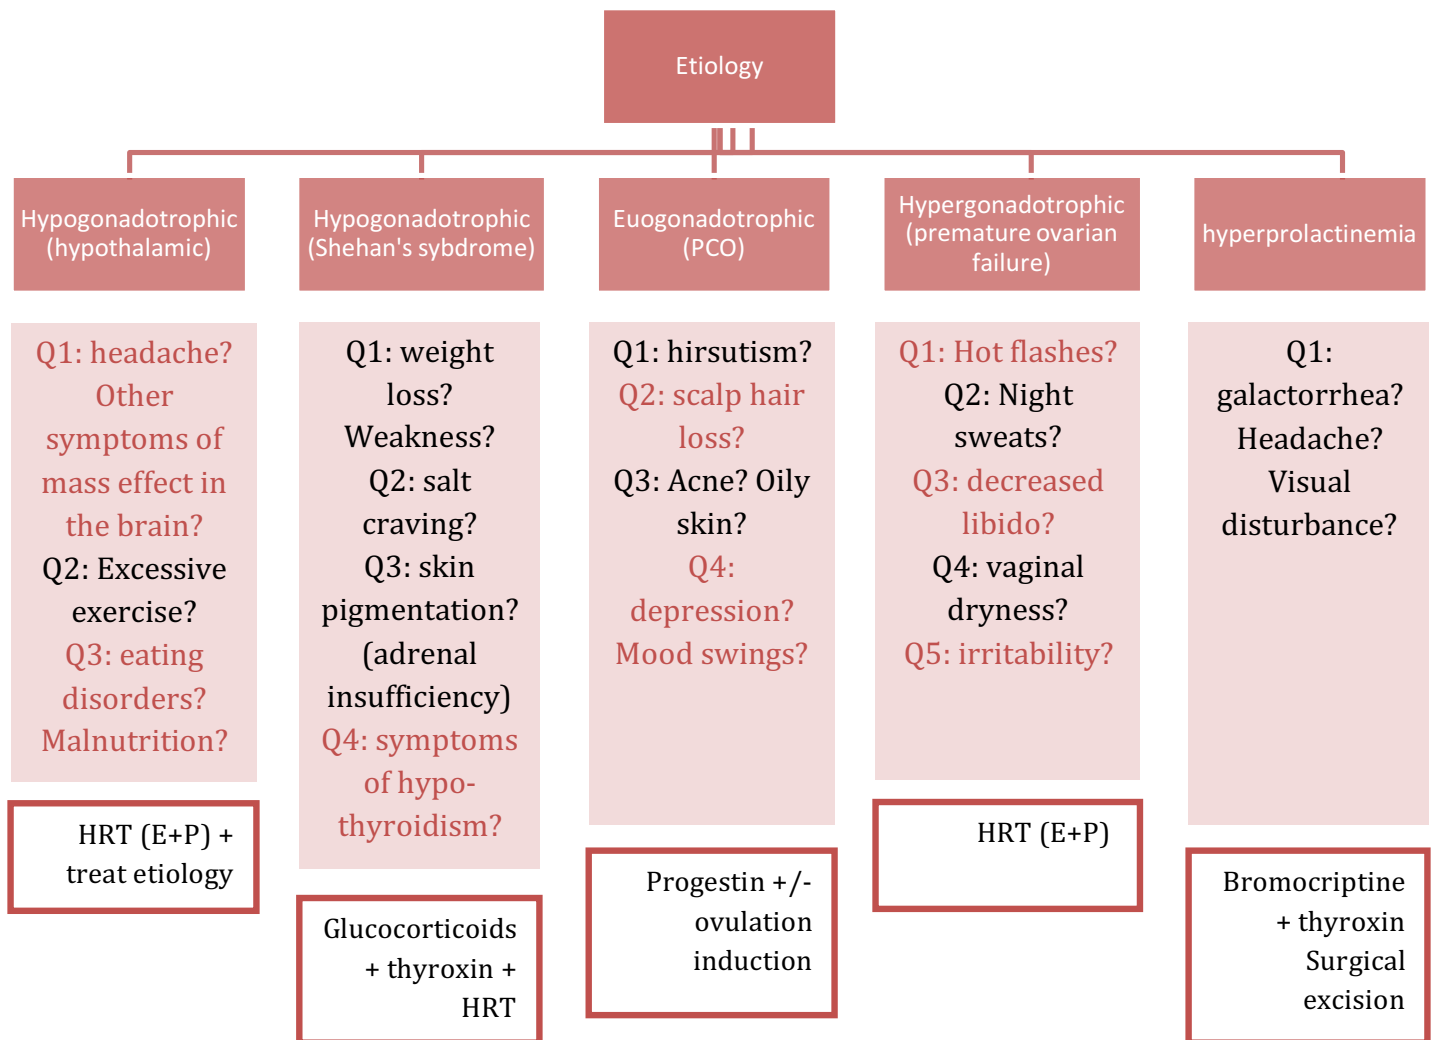 Etiology
Hypogonadotrophic
(hypothalamic)
Hypogonadotrophic
(Shehan's sybdrome)
Euogonadotrophic
(PCO)
Hypergonadotrophic
(premature ovarian
failure)
hyperprolactinemia
Q1: headache?
Other
symptoms of
mass effect in
the brain?
Q2: Excessive
exercise?
Q3: eating
disorders?
Malnutrition?
HRT (E+P) +
treat etiology
Q1: weight
loss?
Weakness?
Q2: salt
craving?
Q3: skin
pigmentation?
(adrenal
insufficiency)
Q4: symptoms
of hypo-
thyroidism?
Glucocorticoids
+ thyroxin +
HRT
Q1: hirsutism?
Q2: scalp hair
loss?
Q3: Acne? Oily
skin?
Q4:
depression?
Mood swings?
Progestin +/-
ovulation
induction
Q1: Hot flashes?
Q2: Night
sweats?
Q3: decreased
libido?
Q4: vaginal
dryness?
Q5: irritability?
HRT (E+P)
Q1:
galactorrhea?
Headache?
Visual
disturbance?
Bromocriptine
+ thyroxin
Surgical
excision